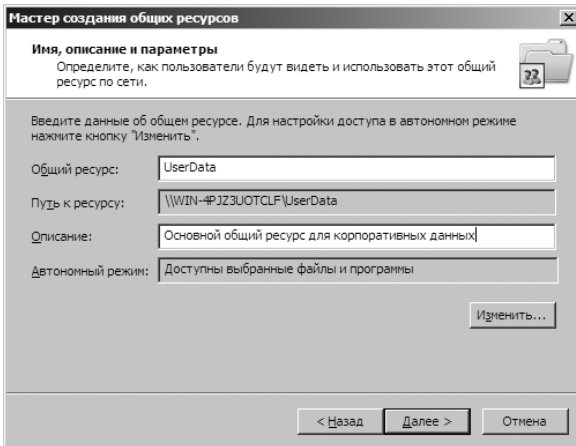 Мастер создания общих ресурсов
Имя, описание и параметры
Определите, как пользователи будут видеть и использовать этот общий
ресурс по сети.
Введите данные об общем ресурсе. Для настройки доступа в автономном режиме
нажмите кнопку "Изменить".
Общий ресурс: UserData
Путь к ресурсу: \\WIN-4PJZ3UOTCLF\UserData
Описание: Основной общий ресурс для корпоративных данных
Автономный режим: Доступны выбранные файлы и программы
Изменить...
< Назад Далее > Отмена